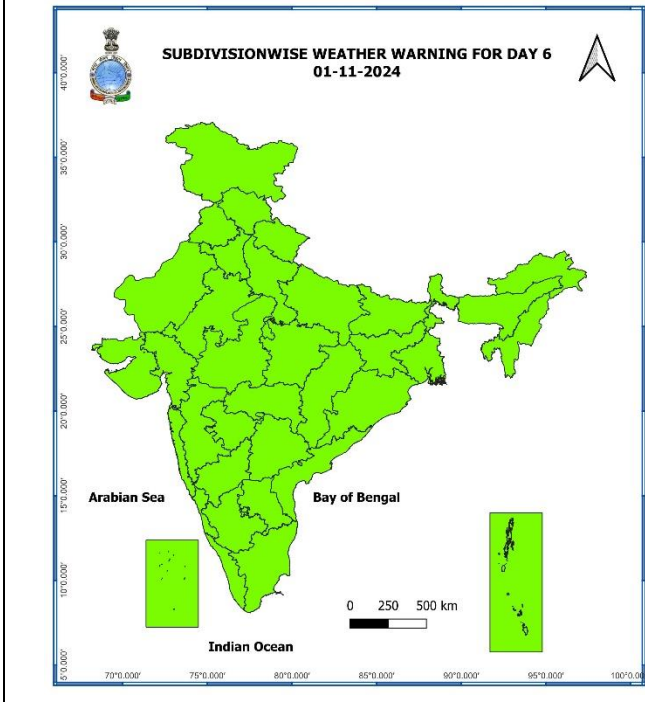 SUBDIVISIONWISE WEATHER WARNING FOR DAY 6
01-11-2024
40°0.000'
35°0.000'
30°0.000'
25°0.000'
20°0.000'
15°0.000'
10°0.000'
5°0.000'
Arabian Sea
Bay of Bengal
0 250 500 km
Indian Ocean
70°0.000' 75°0.000' 80°0.000' 85°0.000' 90°0.000' 95°0.000' 100°0.00